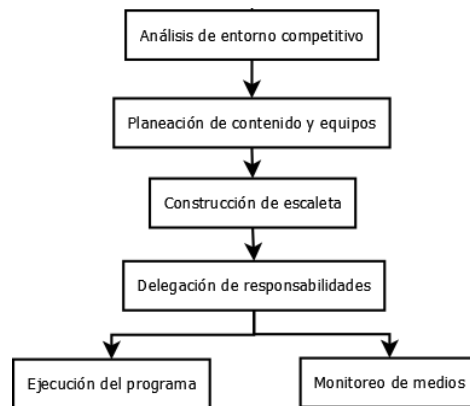 Análisis de entorno competitivo
Planeación de contenido y equipos
Construcción de escaleta
Delegación de responsabilidades
Ejecución del programa
Monitoreo de medios